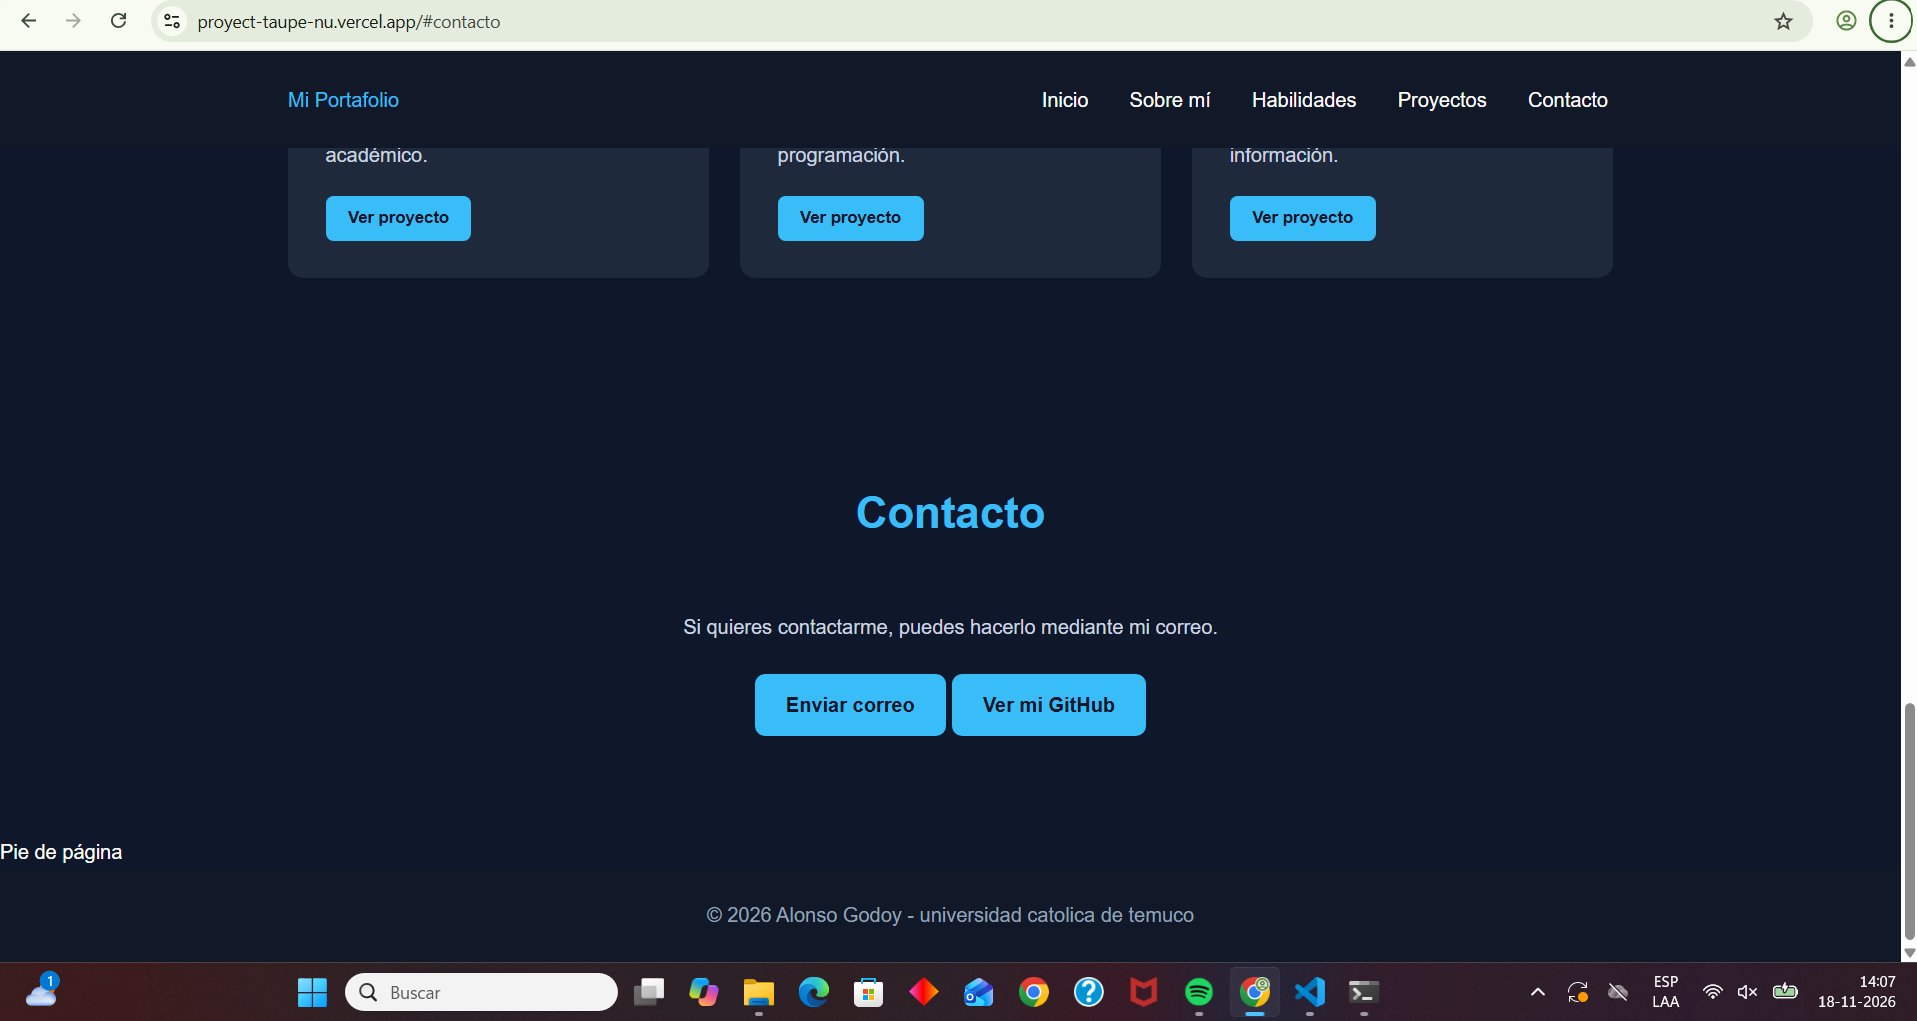 proyect-taupe-nu.vercel.app/#contacto
Mi Portafolio
Inicio
Sobre mí
Habilidades
Proyectos
Contacto
académico.
programación.
información.
Ver proyecto
Ver proyecto
Ver proyecto
Contacto
Si quieres contactarme, puedes hacerlo mediante mi correo.
Enviar correo
Ver mi GitHub
Pie de página
© 2026 Alonso Godoy - universidad catolica de temuco
1
Buscar
ESP
LAA
14:07
18-11-2026